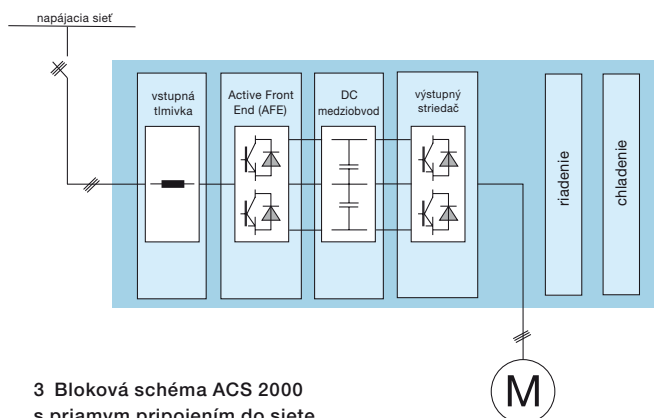 napájacia sieť
vstupná
tlmivka
Active Front
End (AFE)
DC
medziobvod
výstupný
striedač
riadenie
chladenie
M
3 Bloková schéma ACS 2000
s priamym pripojením do siete